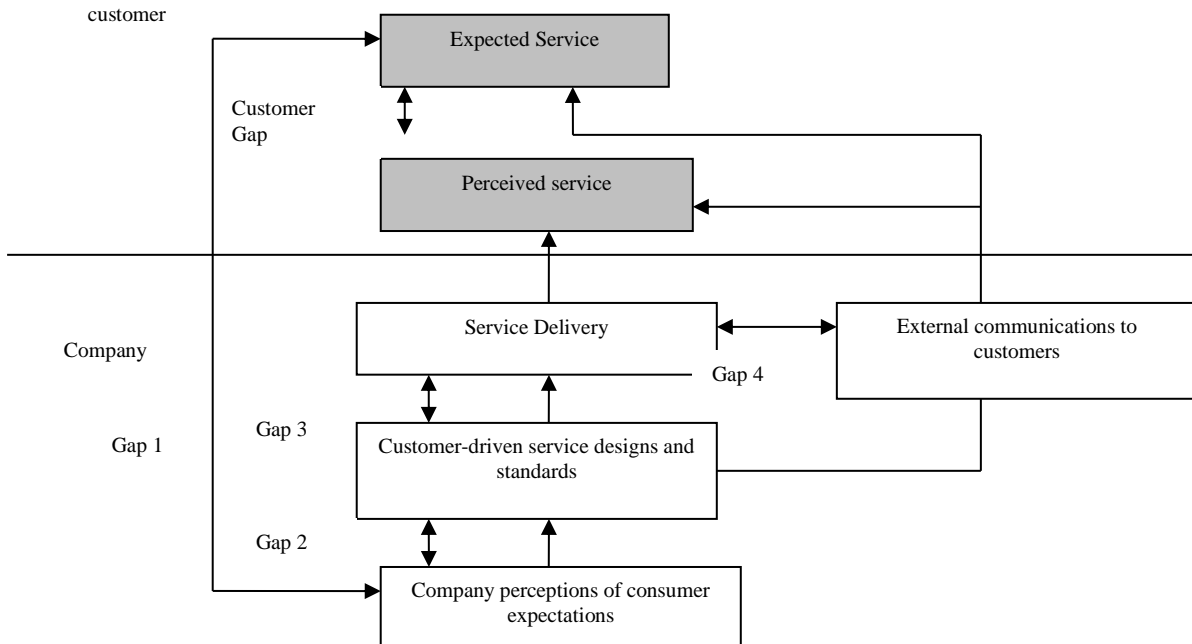 customer
Expected Service
Customer
Gap
Perceived service
Service Delivery
External communications to
customers
Company
Gap 4
Gap 3
Gap 1
Customer-driven service designs and
standards
Gap 2
Company perceptions of consumer
expectations